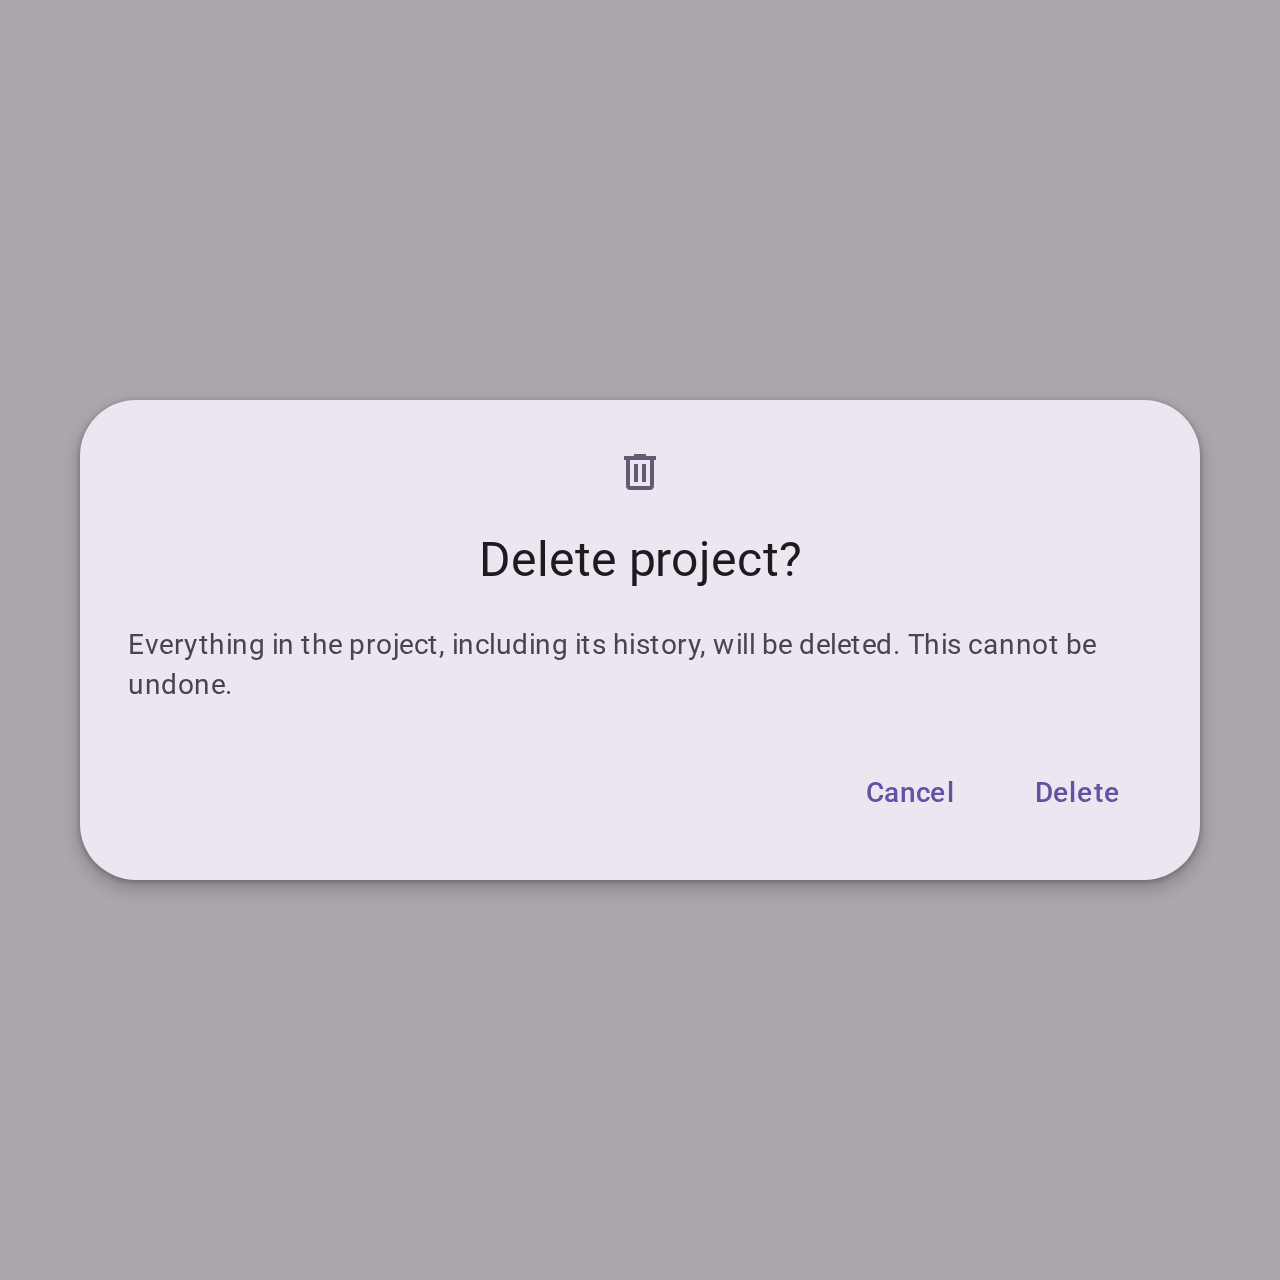 Delete project?
Everything in the project, including its history, will be deleted. This cannot be
undone.
Cancel Delete